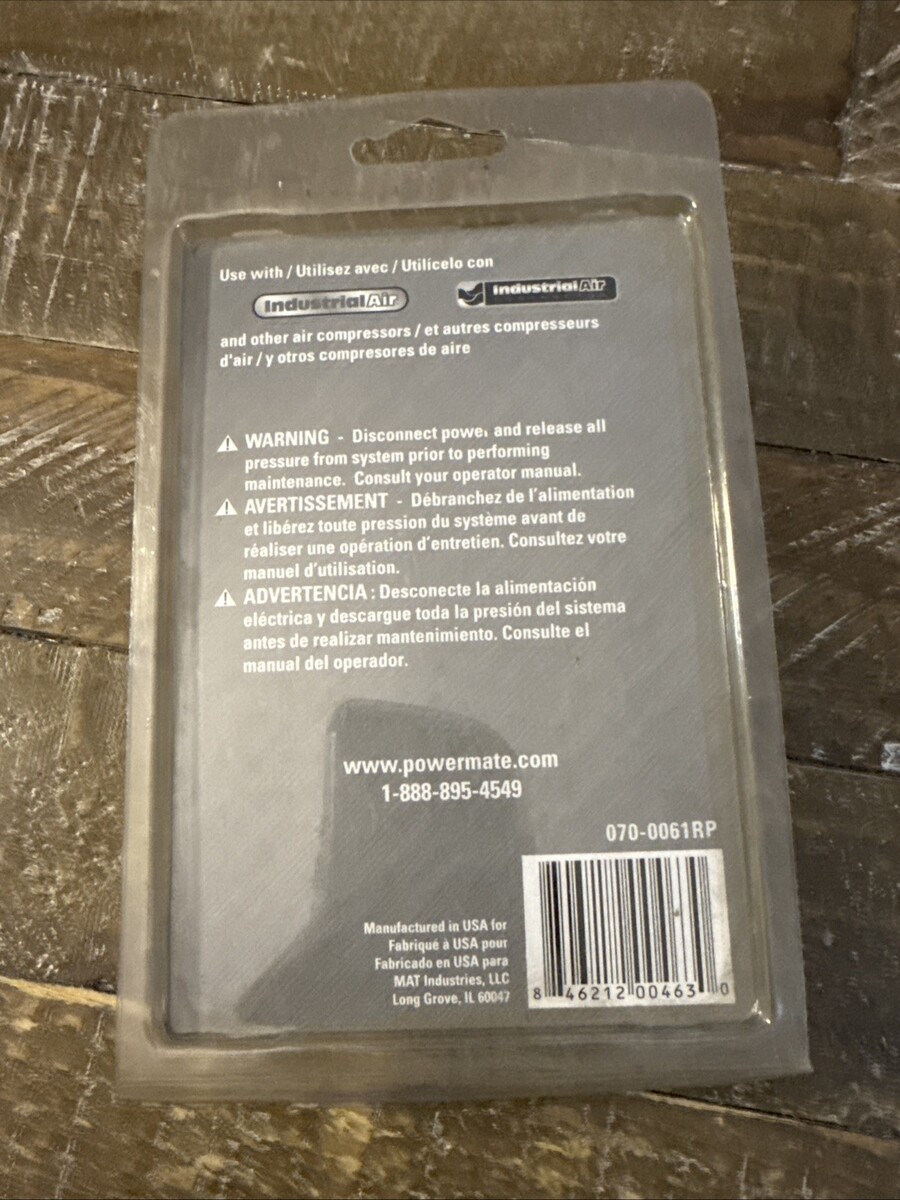 Use with / Utilisez avec / Utilícelo con
IndustrialAir IndustrialAir
and other air compressors / et autres compresseurs
d'air / y otros compresores de aire
WARNING - Disconnect power and release all
pressure from system prior to performing
maintenance. Consult your operator manual.
AVERTISSEMENT - Débranchez de l'alimentation
et libérez toute pression du système avant de
réaliser une opération d'entretien. Consultez votre
manuel d'utilisation.
ADVERTENCIA : Desconecte la alimentación
eléctrica y descargue toda la presión del sistema
antes de realizar mantenimiento. Consulte el
manual del operador.
www.powermate.com
1-888-895-4549
070-0061RP
Manufactured in USA for
Fabriqué à USA pour
Fabricado en USA para
MAT Industries, LLC
Long Grove, IL 60047
8 46212 00463 0